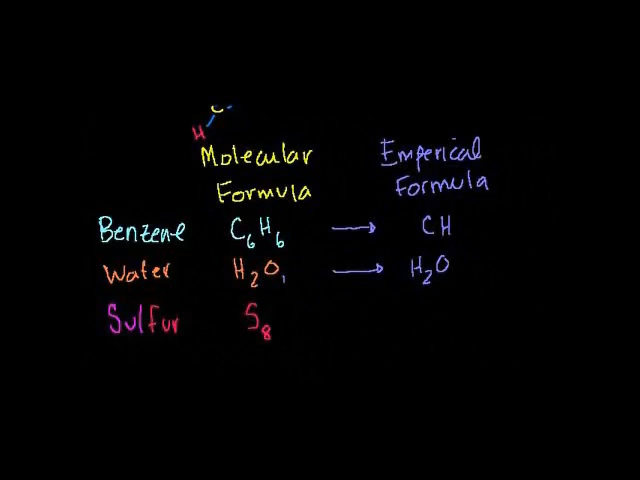 C
H
Molecular Emperical
Formula Formula
Benzene C₆H₆ → CH
Water H₂O₁ → H₂O
Sulfur S₈